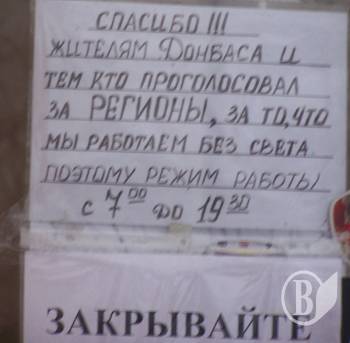 СПАСИБО !!!
ЖИТЕЛЯМ ДОНБАСА И
ТЕМ КТО ПРОГОЛОСОВАЛ
ЗА РЕГИОНЫ, ЗА ТО, ЧТО
МЫ РАБОТАЕМ БЕЗ СВЕТА.
ПОЭТОМУ РЕЖИМ РАБОТЫ
С 7 00 ДО 19 30
ЗАКРЫВАЙТЕ
В